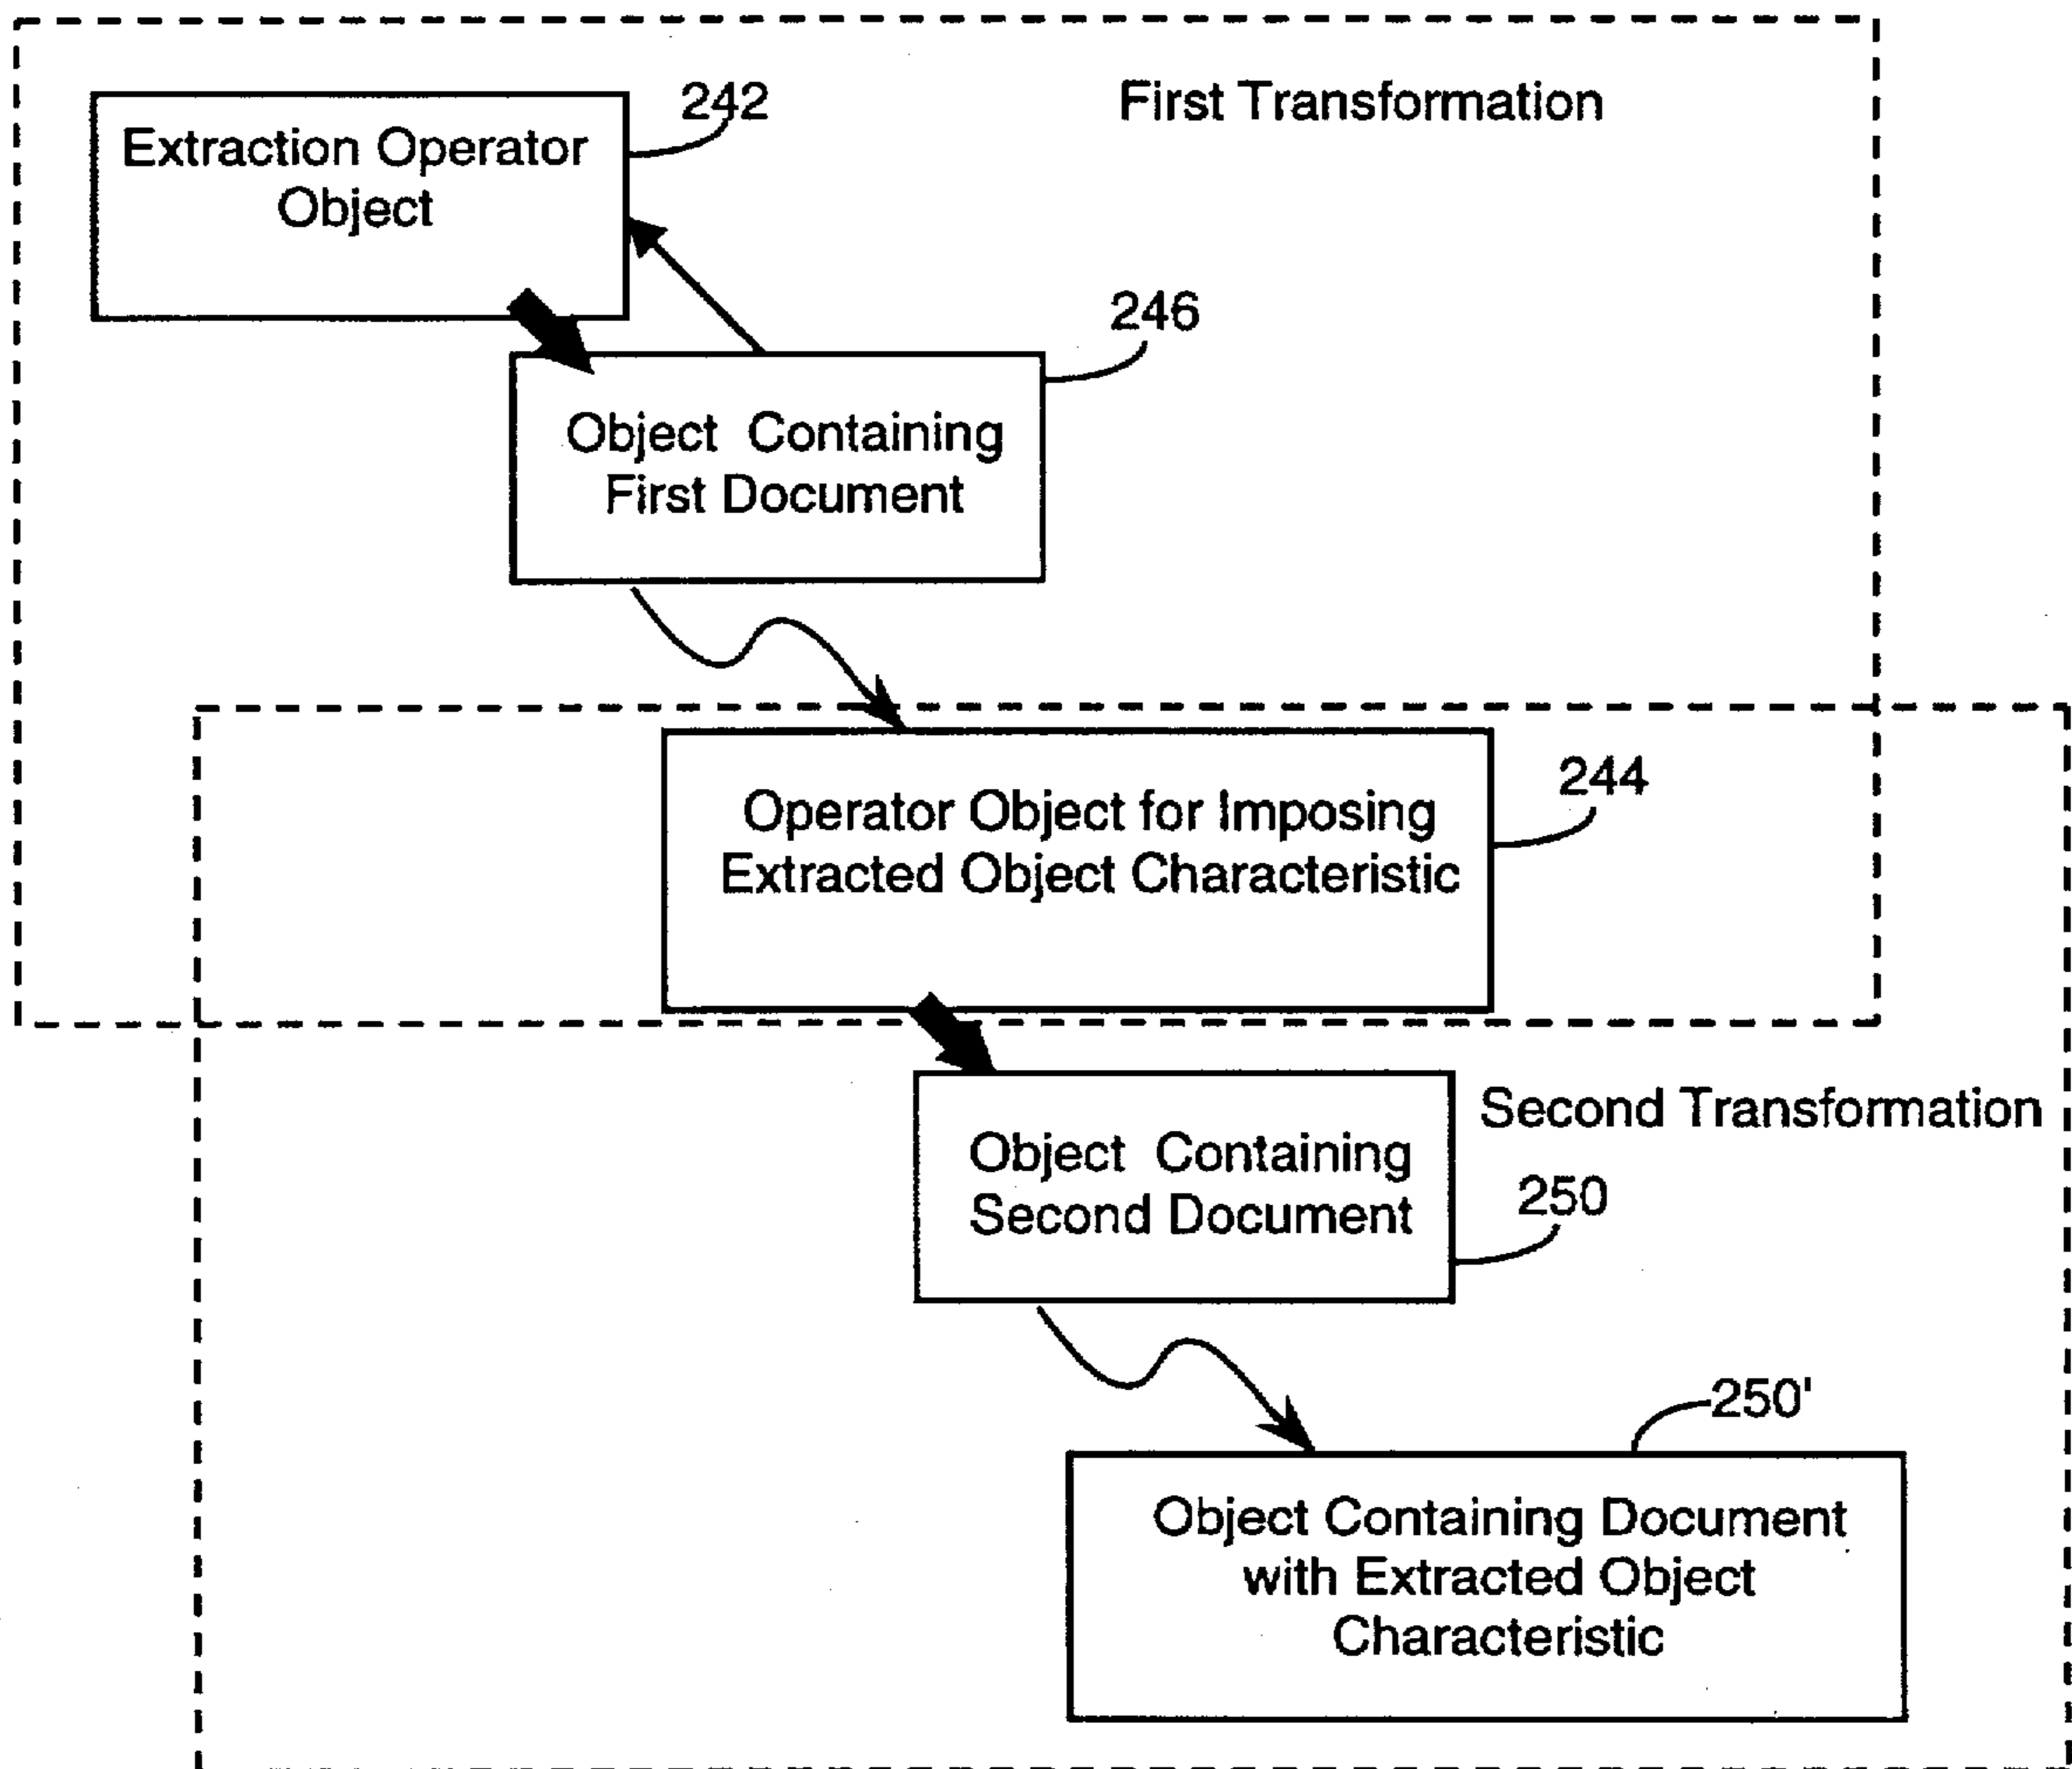 First Transformation
242
Extraction Operator
Object
246
Object Containing
First Document
244
Operator Object for Imposing
Extracted Object Characteristic
Second Transformation
Object Containing
Second Document
250
250'
Object Containing Document
with Extracted Object
Characteristic